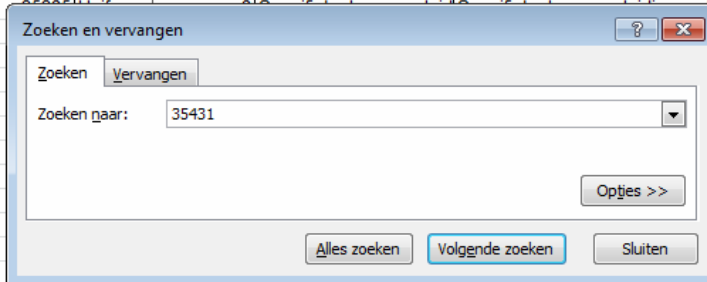 Zoeken en vervangen
Zoeken Vervangen
Zoeken naar: 35431
Opties >>
Alles zoeken Volgende zoeken Sluiten